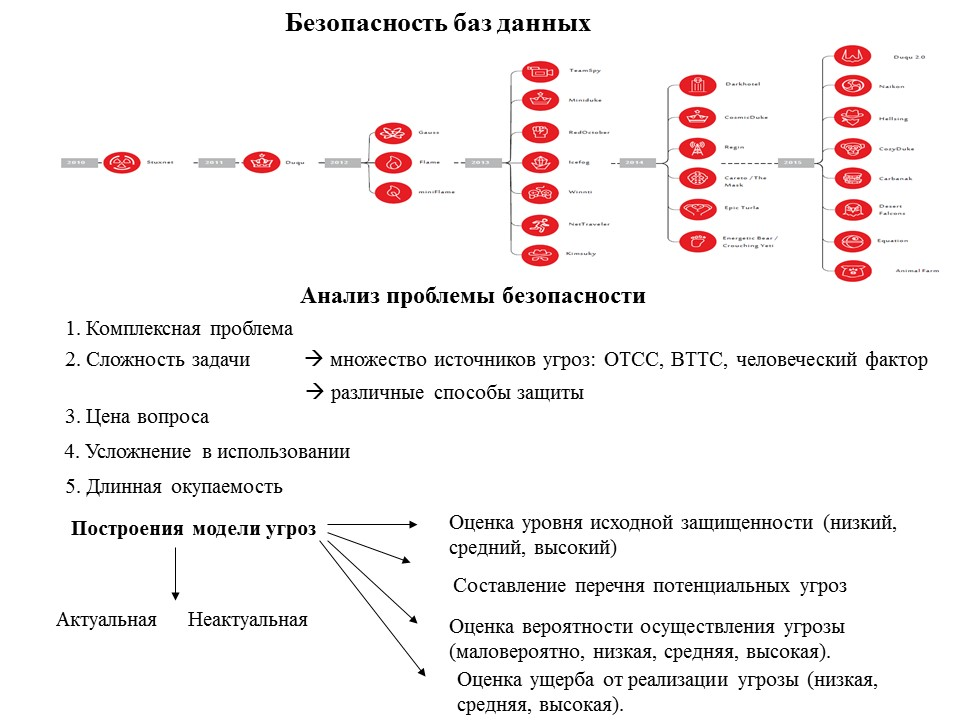 Безопасность баз данных
2010
Stuxnet
2011
Duqu
2012
Gauss
Flame
miniFlame
2013
TeamSpy
Miniduke
RedOctober
Icefog
Winnti
NetTraveler
Kimsuky
2014
Darkhotel
CosmicDuke
Regin
Careto / The
Mask
Epic Turla
Energetic Bear /
Crouching Yeti
2015
Duqu 2.0
Naikon
Hellsing
CozyDuke
Carbanak
Desert
Falcons
Equation
Animal Farm
Анализ проблемы безопасности
1. Комплексная проблема
2. Сложность задачи → множество источников угроз: ОТСС, ВТТС, человеческий фактор
→ различные способы защиты
3. Цена вопроса
4. Усложнение в использовании
5. Длинная окупаемость
Построения модели угроз
Актуальная Неактуальная
Оценка уровня исходной защищенности (низкий,
средний, высокий)
Составление перечня потенциальных угроз
Оценка вероятности осуществления угрозы
(маловероятно, низкая, средняя, высокая).
Оценка ущерба от реализации угрозы (низкая,
средняя, высокая).